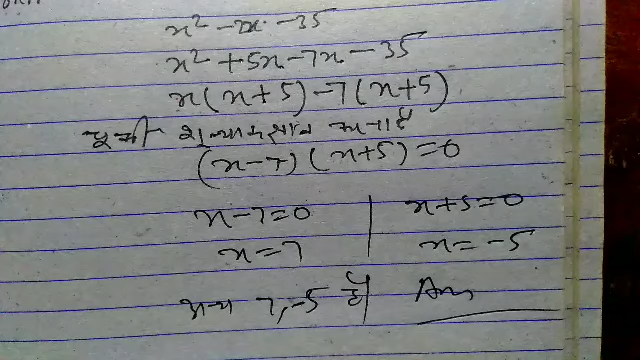 x² - 2x - 35
x² + 5x - 7x - 35
x(x+5) - 7(x+5)
(x-7)(x+5) = 0
x-7=0 | x+5=0
x=7 | x=-5
7, -5 है। Ans